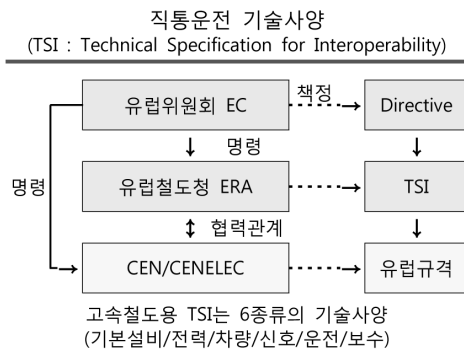 직통운전 기술사양
(TSI : Technical Specification for Interoperability)
유럽위원회 EC
책정
Directive
명령
명령
유럽철도청 ERA
TSI
협력관계
CEN/CENELEC
유럽규격
고속철도용 TSI는 6종류의 기술사양
(기본설비/전력/차량/신호/운전/보수)